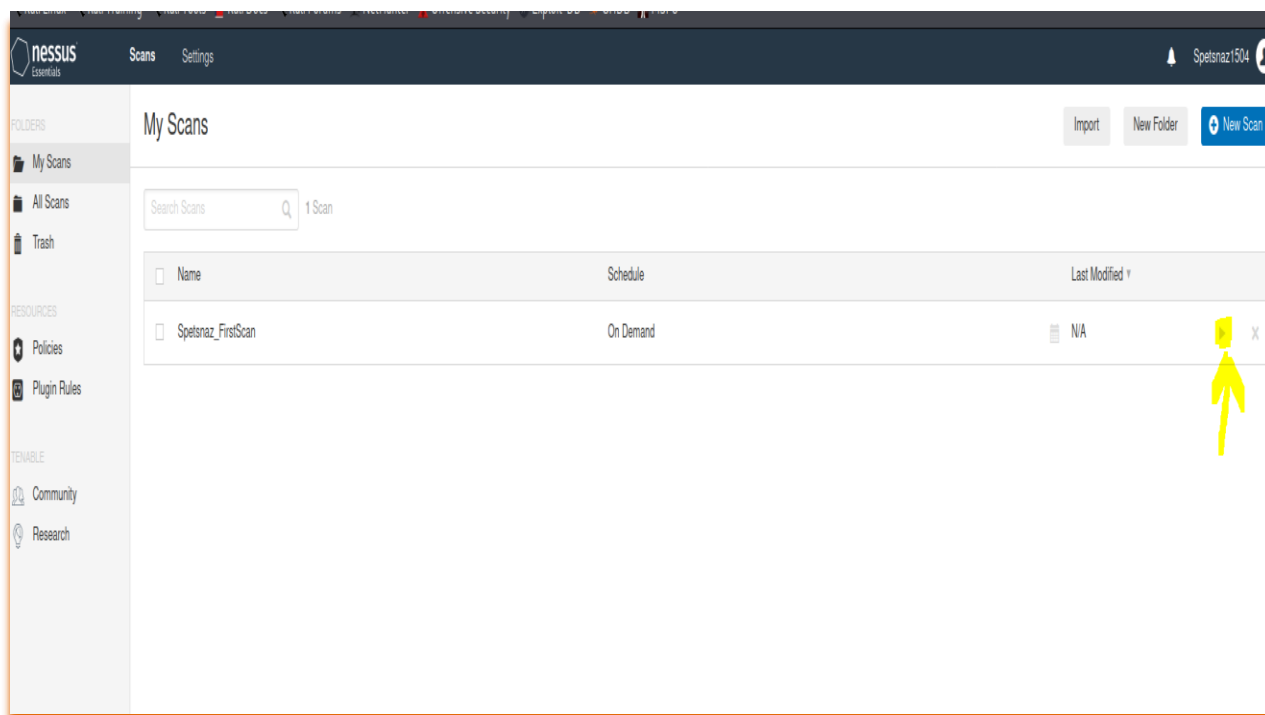 nessus
Essentials
Scans Settings
Spetsnaz1504
FOLDERS
My Scans
All Scans
Trash
RESOURCES
Policies
Plugin Rules
TENABLE
Community
Research
My Scans
Import New Folder New Scan
Search Scans 1 Scan
Name Schedule Last Modified
Spetsnaz_FirstScan On Demand N/A